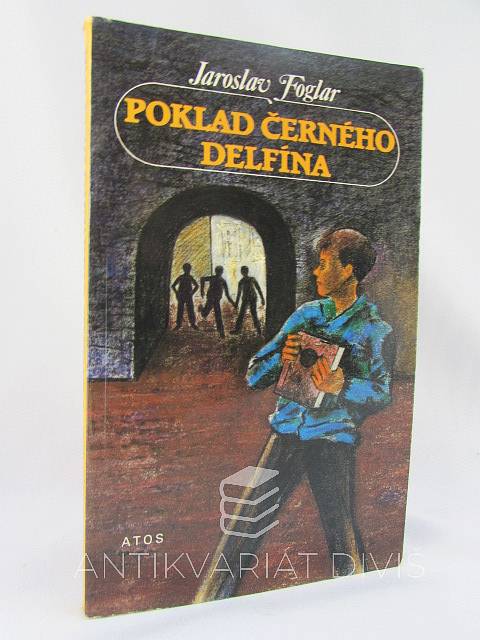 Jaroslav Foglar
POKLAD ČERNÉHO
DELFÍNA
ATOS
ANTIKVARIÁT DIVIŠ